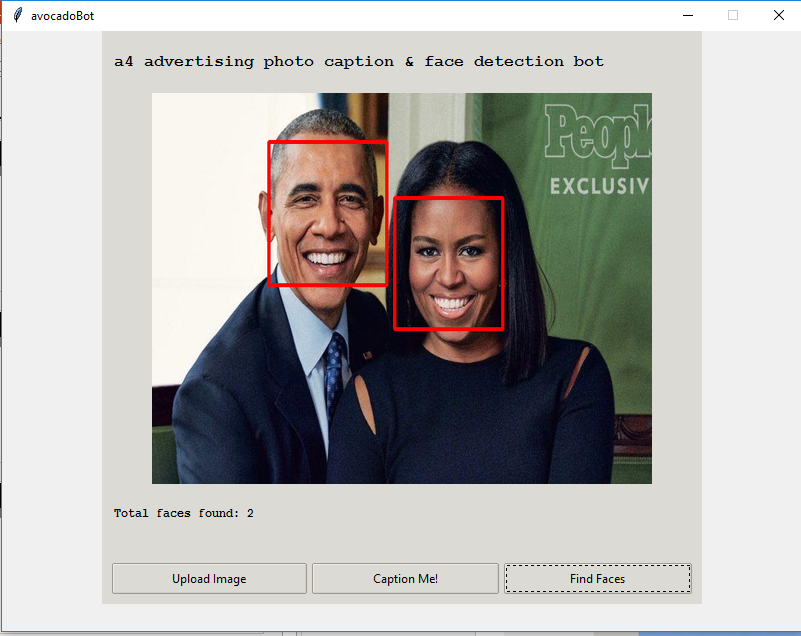 avocadoBot
a4 advertising photo caption & face detection bot
People
EXCLUSIV
Total faces found: 2
Upload Image
Caption Me!
Find Faces